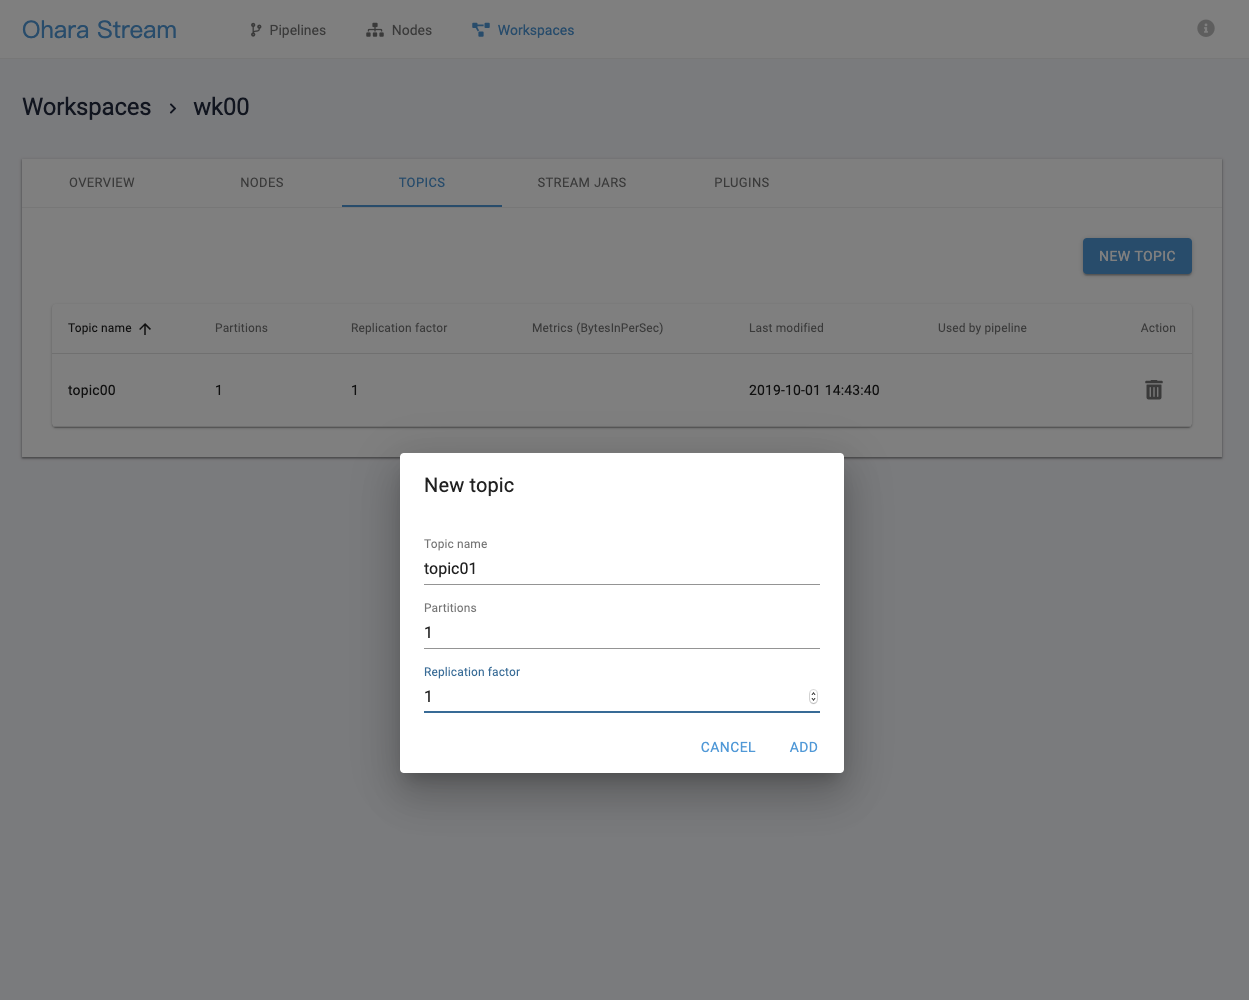 Ohara Stream Pipelines Nodes Workspaces
Workspaces › wk00
OVERVIEW NODES TOPICS STREAM JARS PLUGINS
NEW TOPIC
Topic name Partitions Replication factor Metrics (BytesInPerSec) Last modified Used by pipeline Action
topic00 1 1 2019-10-01 14:43:40
New topic
Topic name
topic01
Partitions
1
Replication factor
1
CANCEL ADD